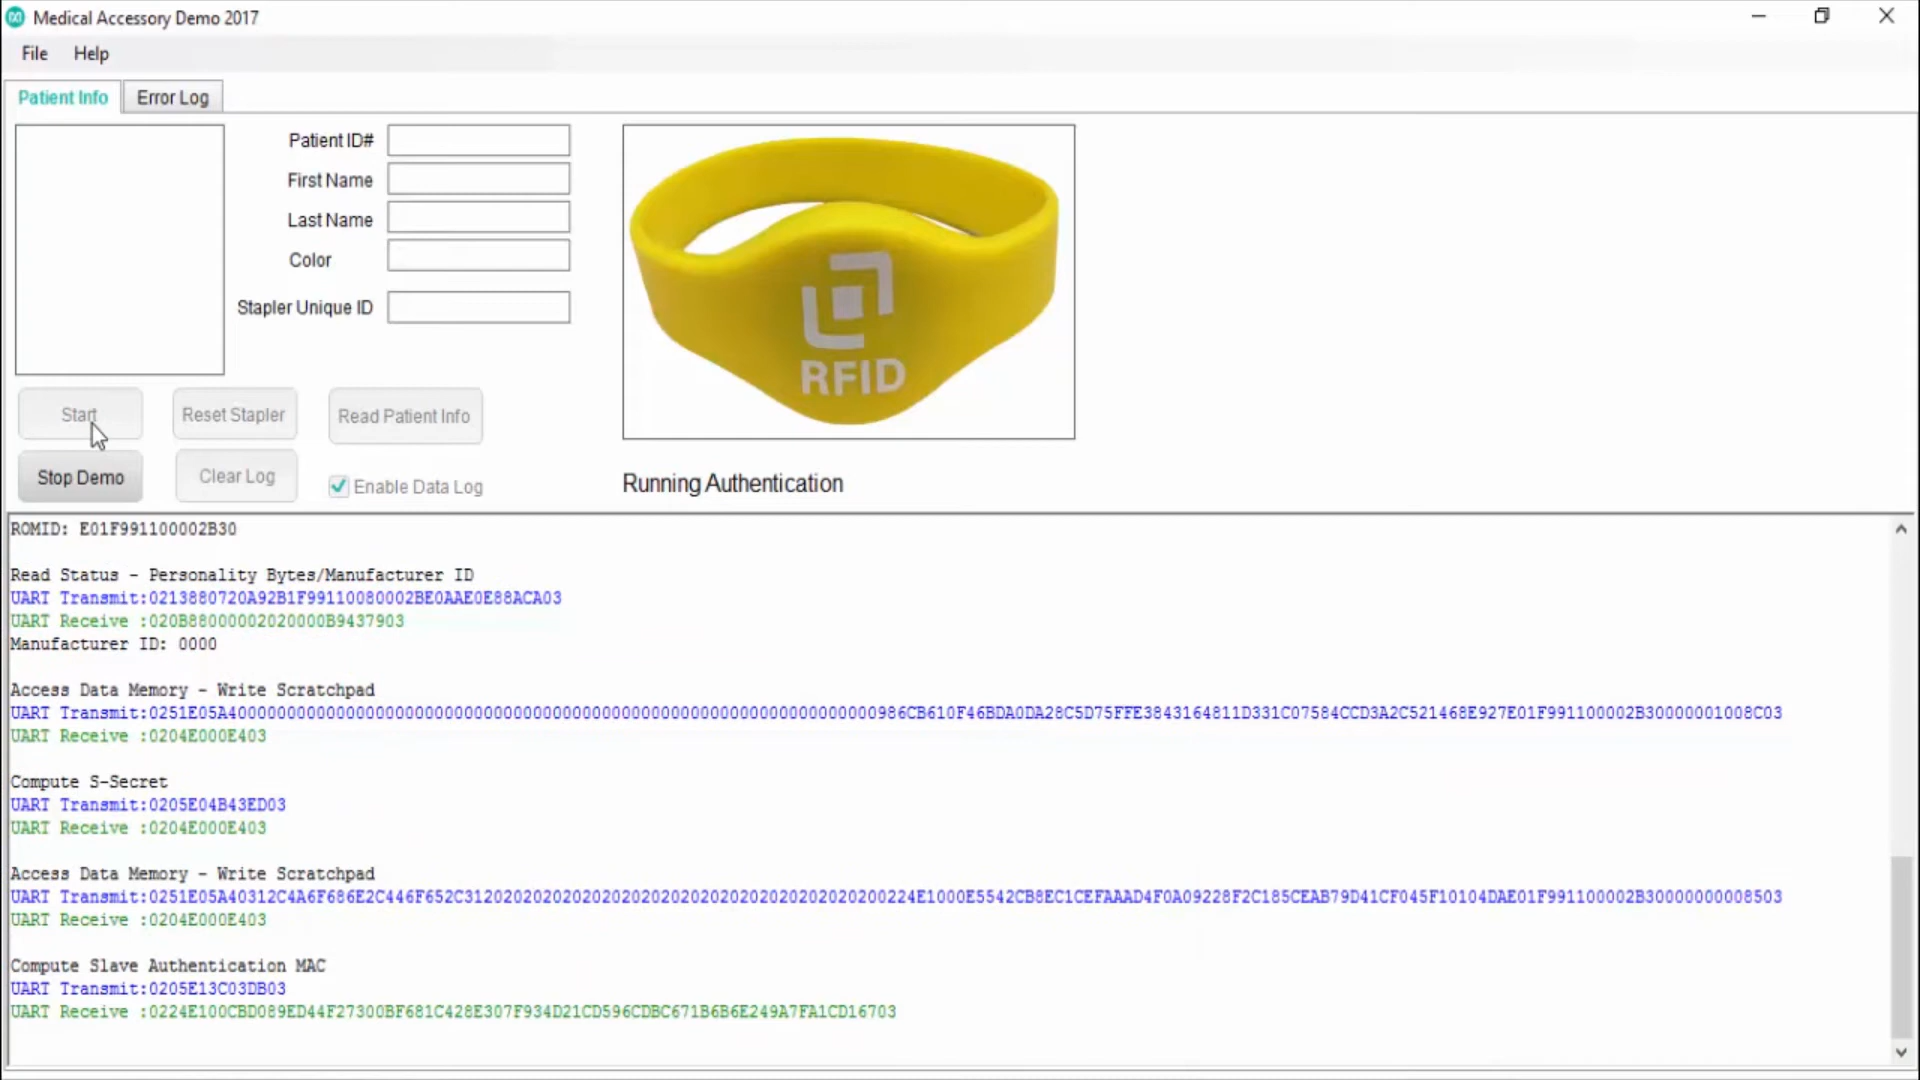 Medical Accessory Demo 2017
File Help
Patient Info Error Log
Patient ID#
First Name
Last Name
Color
Stapler Unique ID
RFID
Start Reset Stapler Read Patient Info
Stop Demo Clear Log Enable Data Log
Running Authentication
ROMID: E01F991100002B30
Read Status - Personality Bytes/Manufacturer ID
UART Transmit:0213880720A92B1F99110080002BE0AAE0E88ACA03
UART Receive :020B88000002020000B9437903
Manufacturer ID: 0000
Access Data Memory - Write Scratchpad
UART Receive :0204E000E403
Compute S-Secret
UART Transmit:0205E04B43ED03
UART Receive :0204E000E403
Access Data Memory - Write Scratchpad
UART Transmit:0251E05A40312C4A6F686E2C446F652C3120202020202020202020202020202020202020202020200224E1000E5542CB8EC1CEFAAAD4F0A09228F2C185CEAB79D41CF045F10104DAE01F991100002B30000000008503
UART Receive :0204E000E403
Compute Slave Authentication MAC
UART Transmit:0205E13C03DB03
UART Receive :0224E100CBD089ED44F27300BF681C428E307F934D21CD596CDBC671B6B6E249A7FA1CD16703